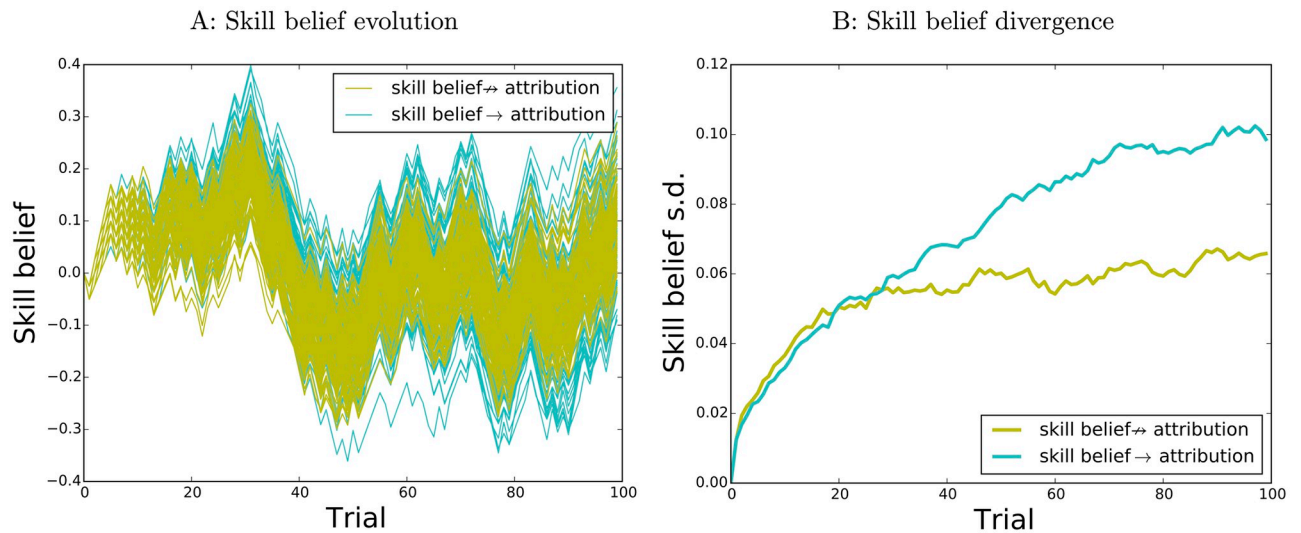 A: Skill belief evolution
0.4
0.3
0.2
0.1
0.0
−0.1
−0.2
−0.3
−0.4
0
20
40
60
80
100
Skill belief
Trial
skill belief↛ attribution
skill belief→ attribution
B: Skill belief divergence
0.12
0.10
0.08
0.06
0.04
0.02
0.00
0
20
40
60
80
100
Skill belief s.d.
Trial
skill belief↛ attribution
skill belief→ attribution